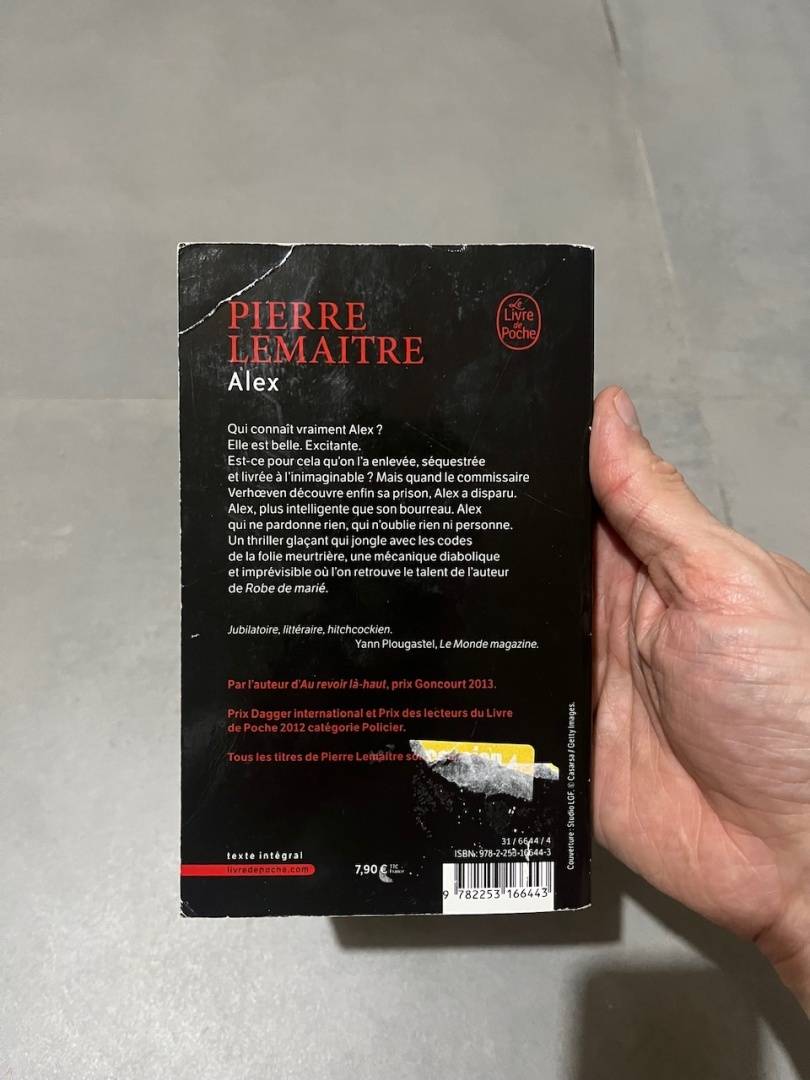 PIERRE
LEMAITRE
Alex
Le
Livre
de
Poche
Qui connaît vraiment Alex ?
Elle est belle. Excitante.
Est-ce pour cela qu'on l'a enlevée, séquestrée
et livrée à l'inimaginable ? Mais quand le commissaire
Verhœven découvre enfin sa prison, Alex a disparu.
Alex, plus intelligente que son bourreau. Alex
qui ne pardonne rien, qui n'oublie rien ni personne.
Un thriller glaçant qui jongle avec les codes
de la folie meurtrière, une mécanique diabolique
et imprévisible où l'on retrouve le talent de l'auteur
de Robe de marié.
Jubilatoire, littéraire, hitchcockien.
Yann Plougastel, Le Monde magazine.
Par l'auteur d'Au revoir là-haut, prix Goncourt 2013.
Prix Dagger international et Prix des lecteurs du Livre
de Poche 2012 catégorie Policier.
Tous les titres de Pierre Lemaitre
texte intégral
livredepoche.com
7,90 € TTC
France
31 / 6644 / 4
ISBN : 978-2-253-16644-3
9 782253 166443
Couverture : Studio LGF. © Casarsa / Getty Images.